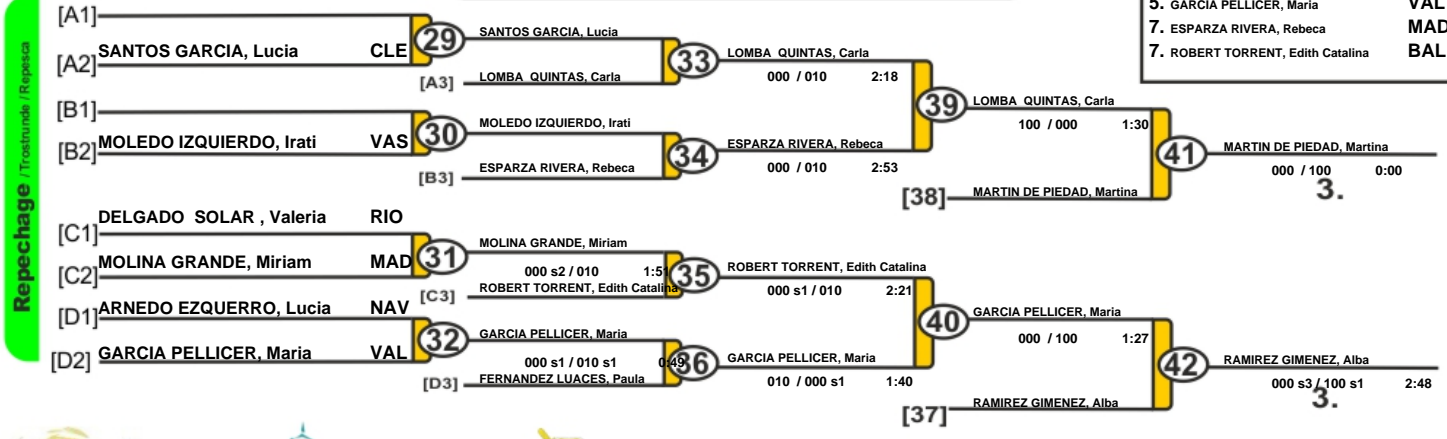 5. GARCIA PELLICER, Maria VAL
7. ESPARZA RIVERA, Rebeca MAD
7. ROBERT TORRENT, Edith Catalina BAL
Repechage / Trostrunde / Repesca
[A1]
[A2] SANTOS GARCIA, Lucia CLE
29
SANTOS GARCIA, Lucia
[A3] LOMBA QUINTAS, Carla
33
LOMBA QUINTAS, Carla
000 / 010 2:18
[B1]
[B2] MOLEDO IZQUIERDO, Irati VAS
30
MOLEDO IZQUIERDO, Irati
[B3] ESPARZA RIVERA, Rebeca
34
ESPARZA RIVERA, Rebeca
000 / 010 2:53
39
LOMBA QUINTAS, Carla
100 / 000 1:30
[38] MARTIN DE PIEDAD, Martina
41
MARTIN DE PIEDAD, Martina
000 / 100 0:00
3.
[C1] DELGADO SOLAR , Valeria RIO
[C2] MOLINA GRANDE, Miriam MAD
31
MOLINA GRANDE, Miriam
000 s2 / 010 1:51
[C3] ROBERT TORRENT, Edith Catalina
35
ROBERT TORRENT, Edith Catalina
000 s1 / 010 2:21
[D1] ARNEDO EZQUERRO, Lucia NAV
[D2] GARCIA PELLICER, Maria VAL
32
GARCIA PELLICER, Maria
000 s1 / 010 s1 0:49
[D3] FERNANDEZ LUACES, Paula
36
GARCIA PELLICER, Maria
010 / 000 s1 1:40
40
GARCIA PELLICER, Maria
000 / 100 1:27
[37] RAMIREZ GIMENEZ, Alba
42
RAMIREZ GIMENEZ, Alba
000 s3 / 100 s1 2:48
3.